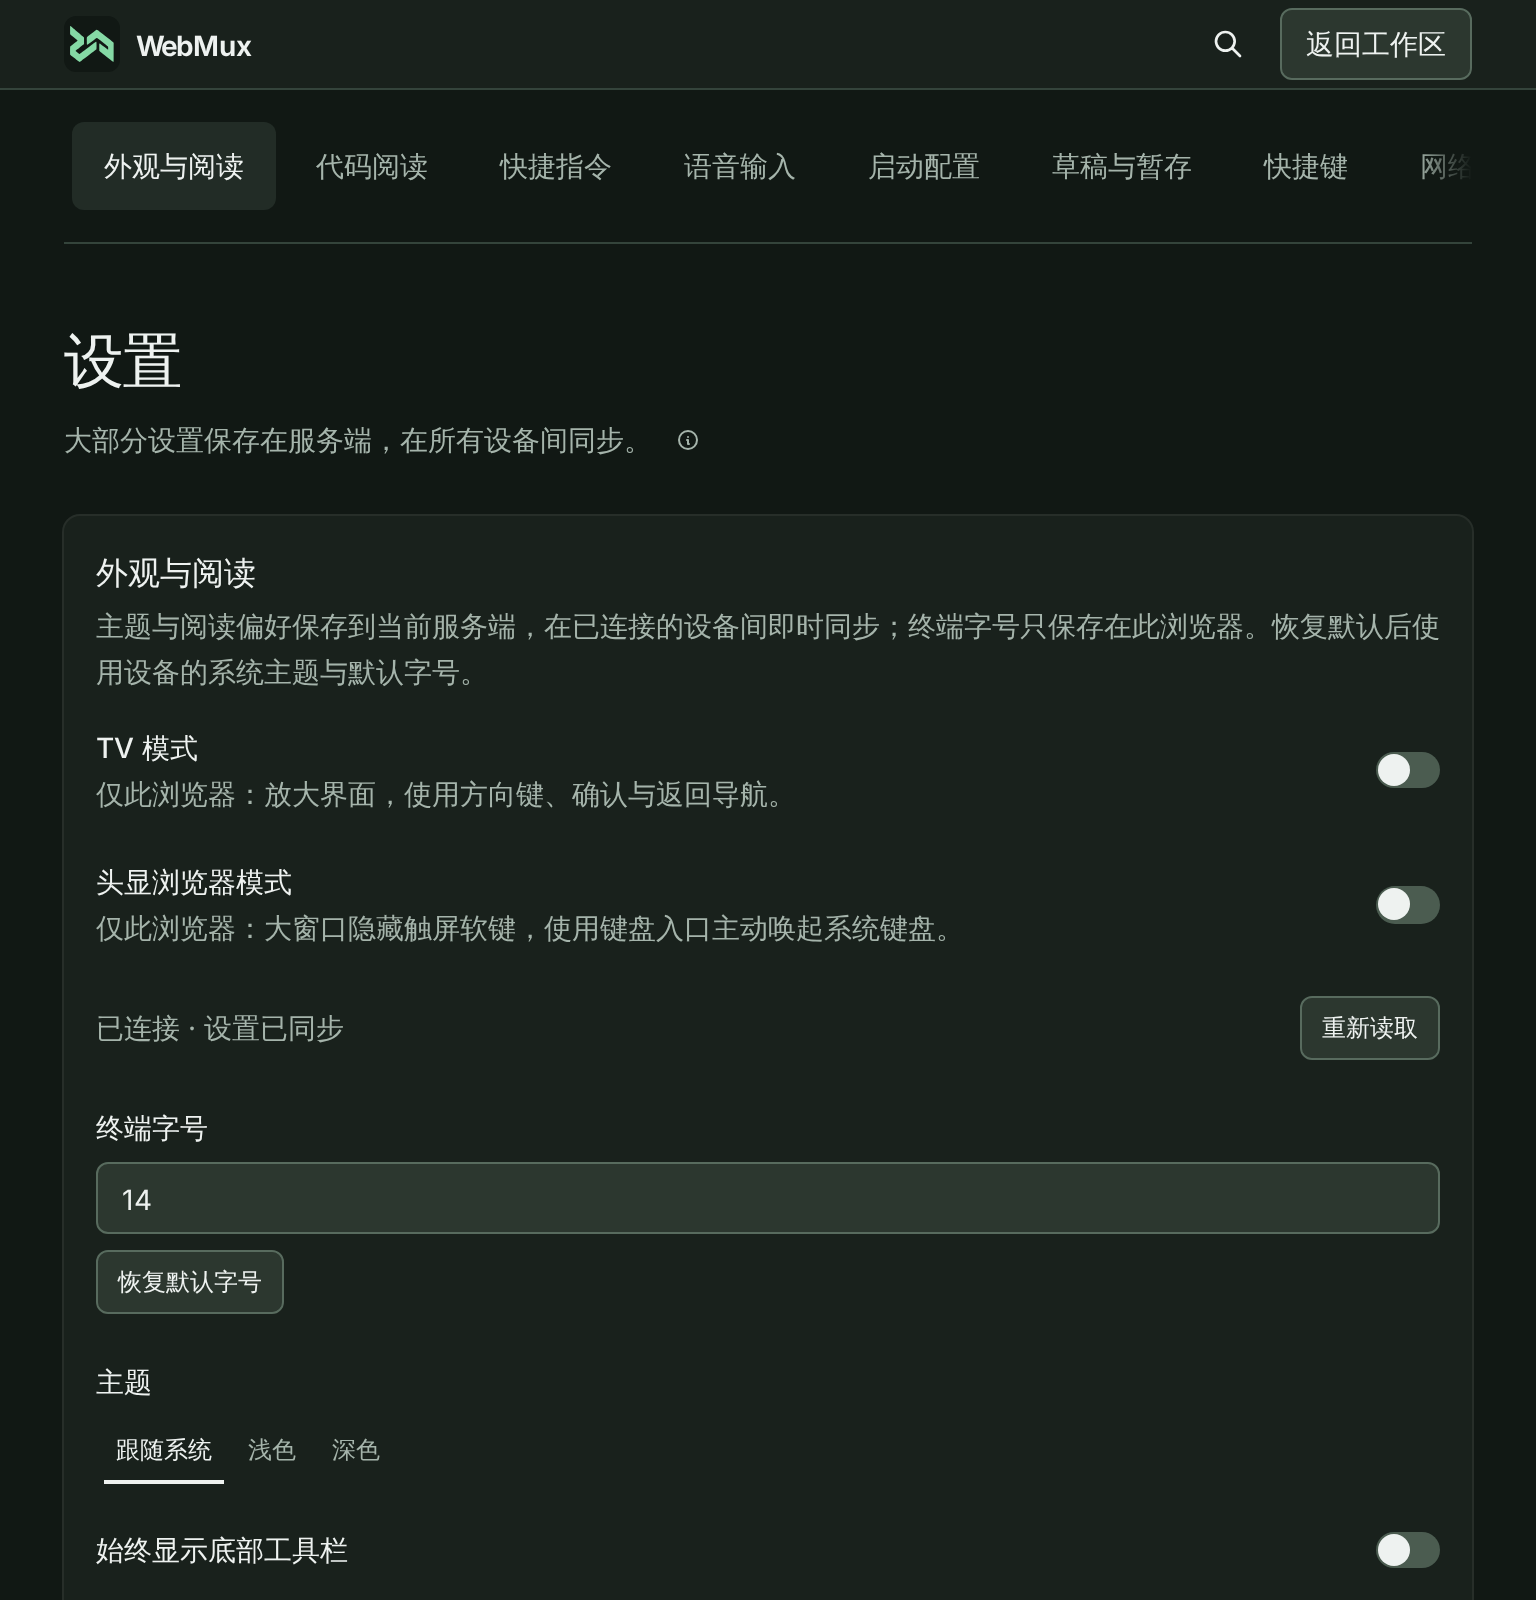 WebMux
返回工作区
外观与阅读
代码阅读
快捷指令
语音输入
启动配置
草稿与暂存
快捷键
网络
设置
大部分设置保存在服务端，在所有设备间同步。
外观与阅读
主题与阅读偏好保存到当前服务端，在已连接的设备间即时同步；终端字号只保存在此浏览器。恢复默认后使
用设备的系统主题与默认字号。
TV 模式
仅此浏览器：放大界面，使用方向键、确认与返回导航。
头显浏览器模式
仅此浏览器：大窗口隐藏触屏软键，使用键盘入口主动唤起系统键盘。
已连接 · 设置已同步
重新读取
终端字号
14
恢复默认字号
主题
跟随系统
浅色
深色
始终显示底部工具栏